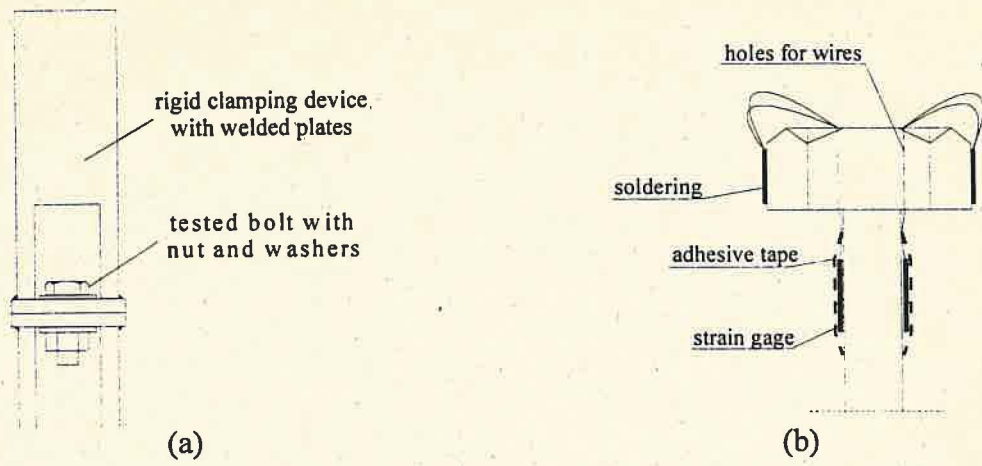 rigid clamping device,
with welded plates
tested bolt with
nut and washers
(a)
holes for wires
soldering
adhesive tape
strain gage
(b)